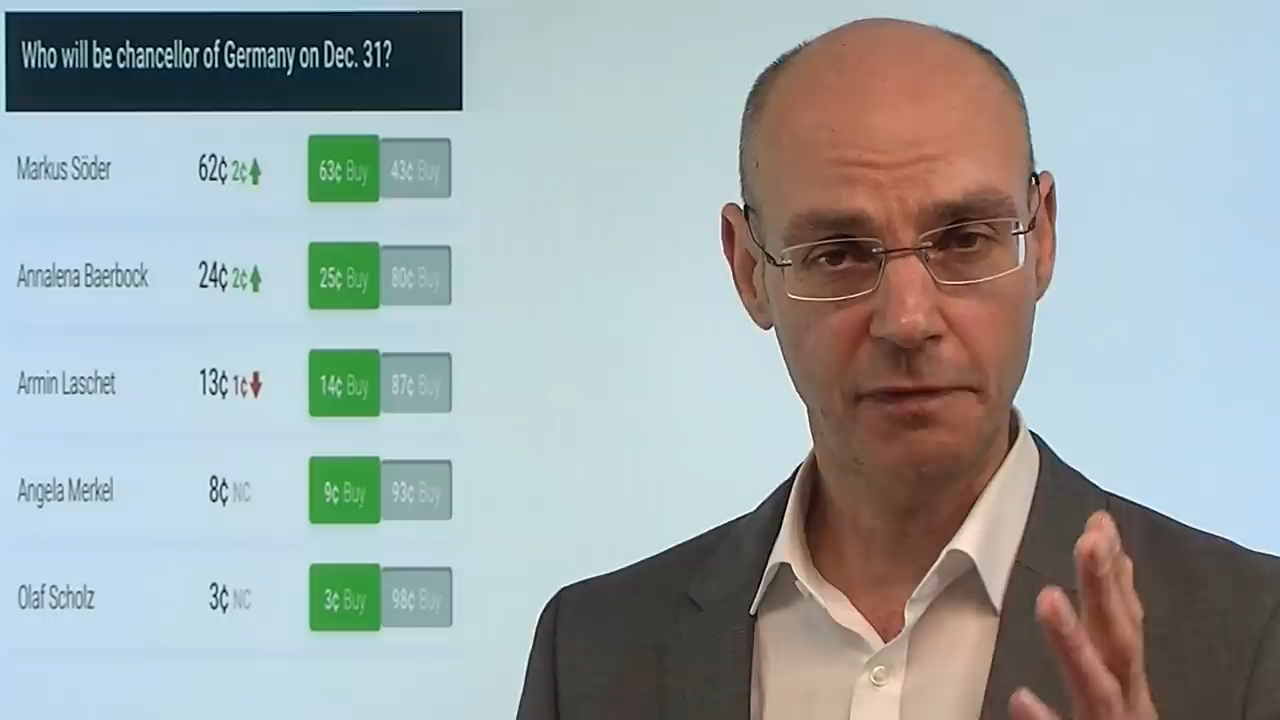 Who will be chancellor of Germany on Dec. 31?
Markus Söder 62¢ 2¢ 63¢ Buy 43¢ Buy
Annalena Baerbock 24¢ 2¢ 25¢ Buy 80¢ Buy
Armin Laschet 13¢ 1¢ 14¢ Buy 87¢ Buy
Angela Merkel 8¢ NC 9¢ Buy 93¢ Buy
Olaf Scholz 3¢ NC 3¢ Buy 98¢ Buy